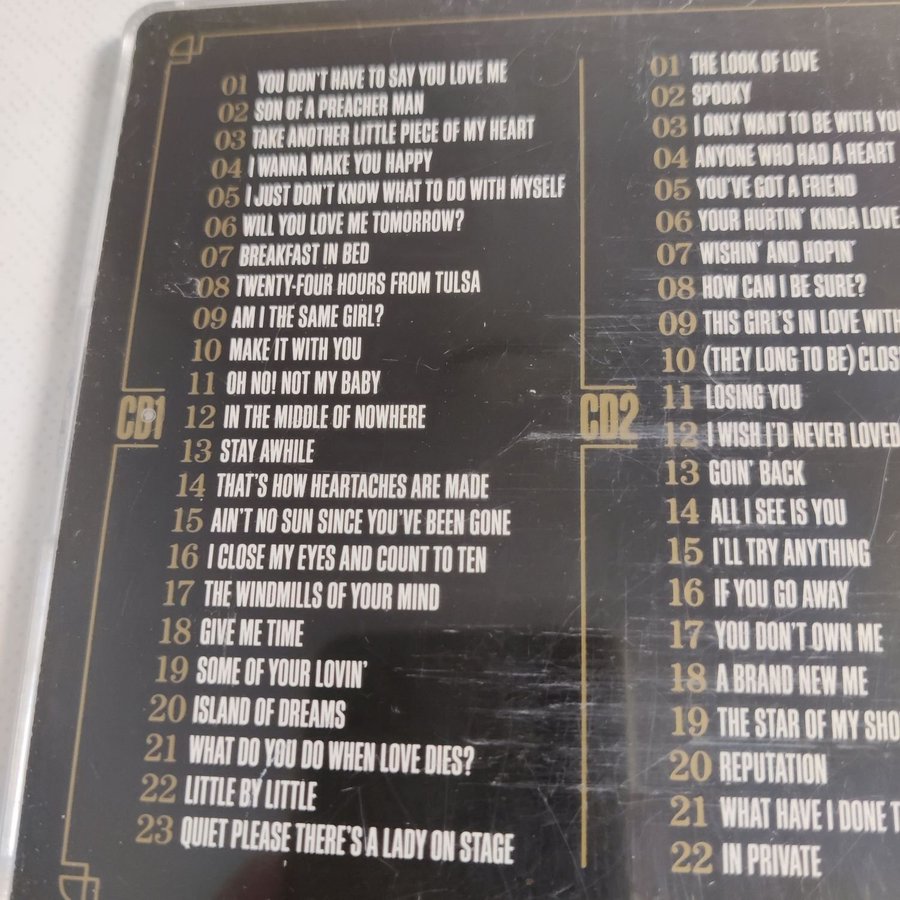 01 YOU DON'T HAVE TO SAY YOU LOVE ME
02 SON OF A PREACHER MAN
03 TAKE ANOTHER LITTLE PIECE OF MY HEART
04 I WANNA MAKE YOU HAPPY
05 I JUST DON'T KNOW WHAT TO DO WITH MYSELF
06 WILL YOU LOVE ME TOMORROW?
07 BREAKFAST IN BED
08 TWENTY-FOUR HOURS FROM TULSA
09 AM I THE SAME GIRL?
10 MAKE IT WITH YOU
11 OH NO! NOT MY BABY
CD1
12 IN THE MIDDLE OF NOWHERE
13 STAY AWHILE
14 THAT'S HOW HEARTACHES ARE MADE
15 AIN'T NO SUN SINCE YOU'VE BEEN GONE
16 I CLOSE MY EYES AND COUNT TO TEN
17 THE WINDMILLS OF YOUR MIND
18 GIVE ME TIME
19 SOME OF YOUR LOVIN'
20 ISLAND OF DREAMS
21 WHAT DO YOU DO WHEN LOVE DIES?
22 LITTLE BY LITTLE
23 QUIET PLEASE THERE'S A LADY ON STAGE
01 THE LOOK OF LOVE
02 SPOOKY
03 I ONLY WANT TO BE WITH YOU
04 ANYONE WHO HAD A HEART
05 YOU'VE GOT A FRIEND
06 YOUR HURTIN' KINDA LOVE
07 WISHIN' AND HOPIN'
08 HOW CAN I BE SURE?
09 THIS GIRL'S IN LOVE WITH
10 (THEY LONG TO BE)
11 LOSING YOU
CD2
12 I WISH I'D NEVER LOVED
13 GOIN' BACK
14 ALL I SEE IS YOU
15 I'LL TRY ANYTHING
16 IF YOU GO AWAY
17 YOU DON'T OWN ME
18 A BRAND NEW ME
19 THE STAR OF MY
20 REPUTATION
21 WHAT HAVE I DONE
22 IN PRIVATE